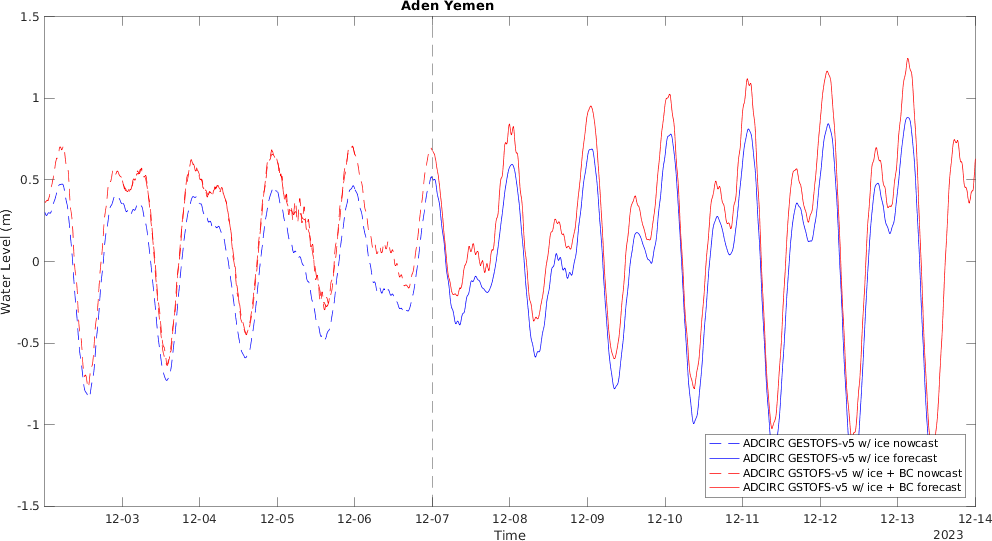 Aden Yemen
1.5
1
0.5
0
-0.5
-1
-1.5
Water Level (m)
ADCIRC GESTOFS-v5 w/ ice nowcast
ADCIRC GESTOFS-v5 w/ ice forecast
ADCIRC GSTOFS-v5 w/ ice + BC nowcast
ADCIRC GSTOFS-v5 w/ ice + BC forecast
12-03 12-04 12-05 12-06 12-07 12-08 12-09 12-10 12-11 12-12 12-13 12-14
Time
2023